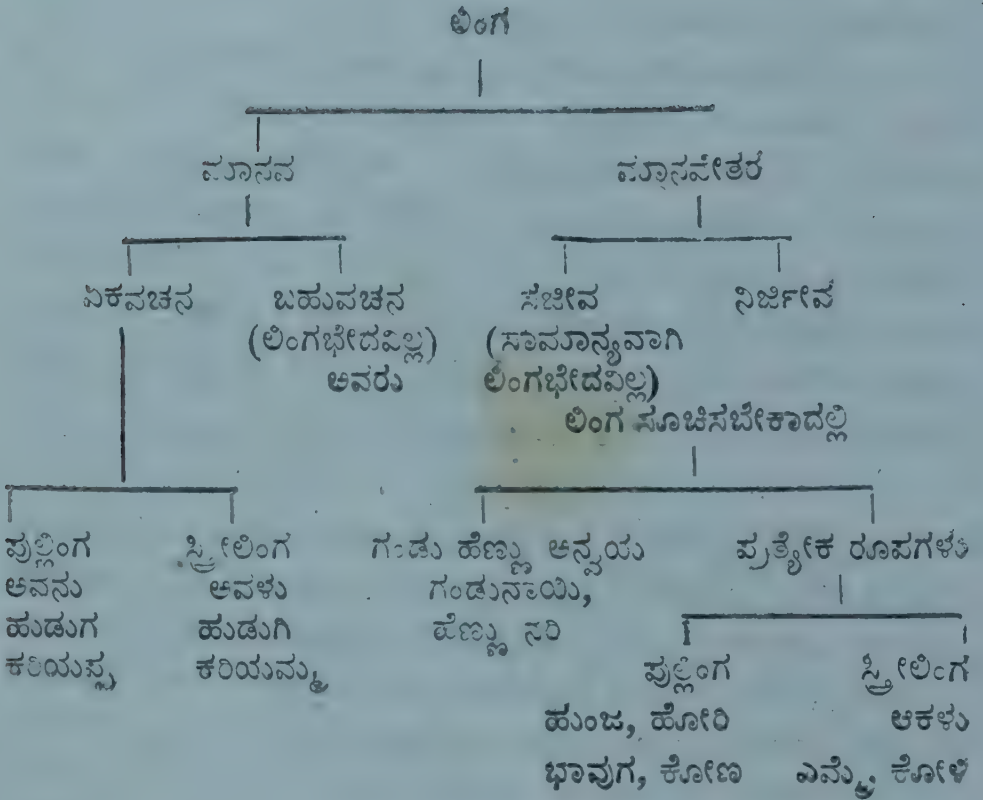 ಲಿಂಗ
ಮಾನವ ಮಾನವೇತರ
ಏಕವಚನ ಬಹುವಚನ ಸಜೀವ ನಿರ್ಜೀವ
(ಲಿಂಗಭೇದವಿಲ್ಲ) (ಸಾಮಾನ್ಯವಾಗಿ
ಅವರು ಲಿಂಗಭೇದವಿಲ್ಲ)
ಲಿಂಗ ಸೂಚಿಸಬೇಕಾದಲ್ಲಿ
ಪುಲ್ಲಿಂಗ ಸ್ತ್ರೀಲಿಂಗ ಗಂಡು ಹೆಣ್ಣು ಅನ್ವಯ ಪ್ರತ್ಯೇಕ ರೂಪಗಳು
ಅವನು ಅವಳು ಗಂಡುನಾಯಿ,
ಹುಡುಗ ಹುಡುಗಿ ಹೆಣ್ಣು ನರಿ
ಕರಿಯಪ್ಪ ಕರಿಯಮ್ಮ ಪುಲ್ಲಿಂಗ ಸ್ತ್ರೀಲಿಂಗ
ಹುಂಜ, ಹೋರಿ ಆಕಳು
ಭಾವುಗ, ಕೋಣ ಎಮ್ಮೆ, ಕೋಳಿ